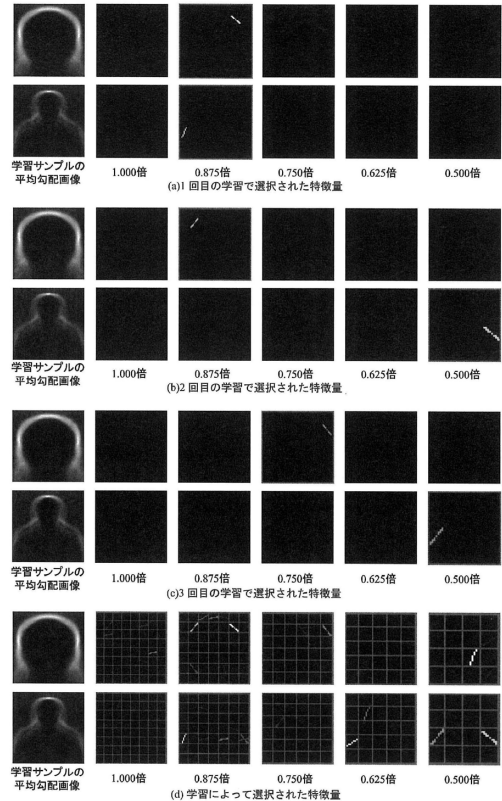 学習サンプルの
平均勾配画像
1.000倍 0.875倍 0.750倍 0.625倍 0.500倍
(a)1回目の学習で選択された特徴量
学習サンプルの
平均勾配画像
1.000倍 0.875倍 0.750倍 0.625倍 0.500倍
(b)2回目の学習で選択された特徴量
学習サンプルの
平均勾配画像
1.000倍 0.875倍 0.750倍 0.625倍 0.500倍
(c)3回目の学習で選択された特徴量
学習サンプルの
平均勾配画像
1.000倍 0.875倍 0.750倍 0.625倍 0.500倍
(d) 学習によって選択された特徴量